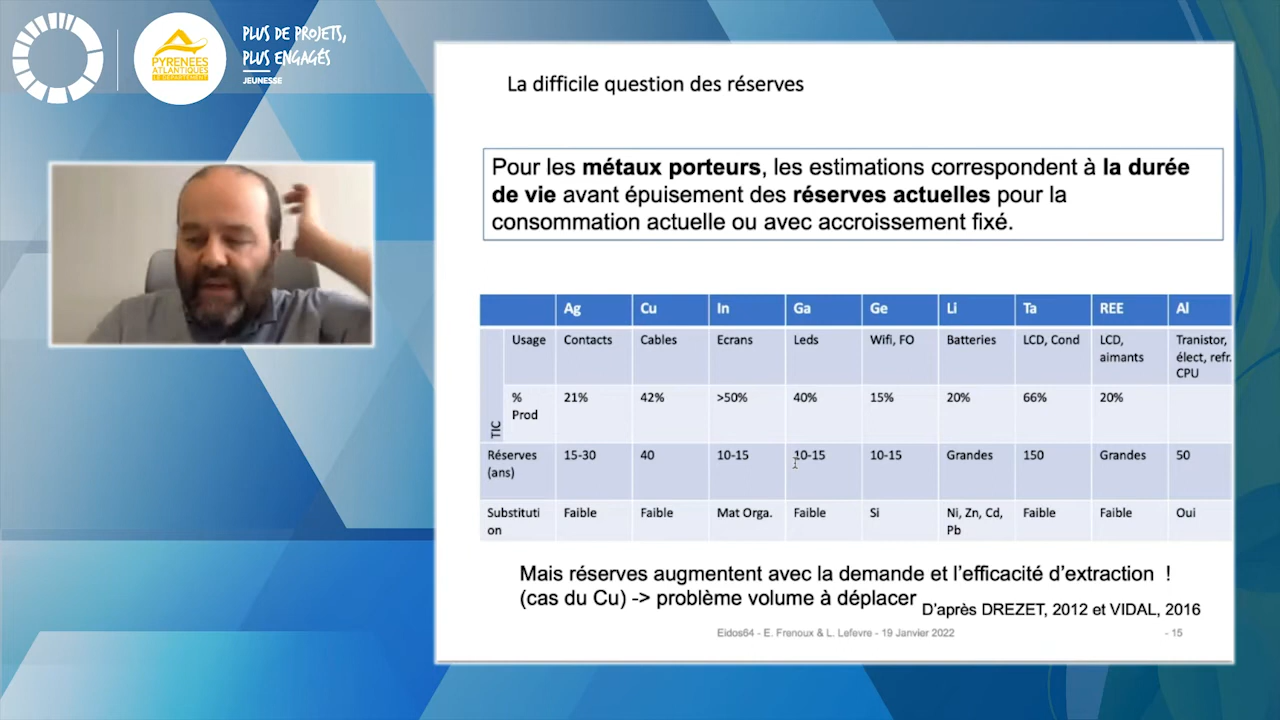 PLUS DE PROJETS,
PLUS ENGAGÉS
JEUNESSE
PYRÉNÉES
ATLANTIQUES
LE DÉPARTEMENT
La difficile question des réserves
Pour les métaux porteurs, les estimations correspondent à la durée
de vie avant épuisement des réserves actuelles pour la
consommation actuelle ou avec accroissement fixé.
Ag Cu In Ga Ge Li Ta REE Al
TIC
Usage Contacts Cables Ecrans Leds Wifi, FO Batteries LCD, Cond LCD, aimants Tranistor, élect, refr. CPU
% Prod 21% 42% >50% 40% 15% 20% 66% 20%
Réserves (ans) 15-30 40 10-15 10-15 10-15 Grandes 150 Grandes 50
Substituti on Faible Faible Mat Orga. Faible Si Ni, Zn, Cd, Pb Faible Faible Oui
Mais réserves augmentent avec la demande et l'efficacité d'extraction !
(cas du Cu) -> problème volume à déplacer
D'après DREZET, 2012 et VIDAL, 2016
Eidos64 - E. Frenoux & L. Lefevre - 19 Janvier 2022
- 15